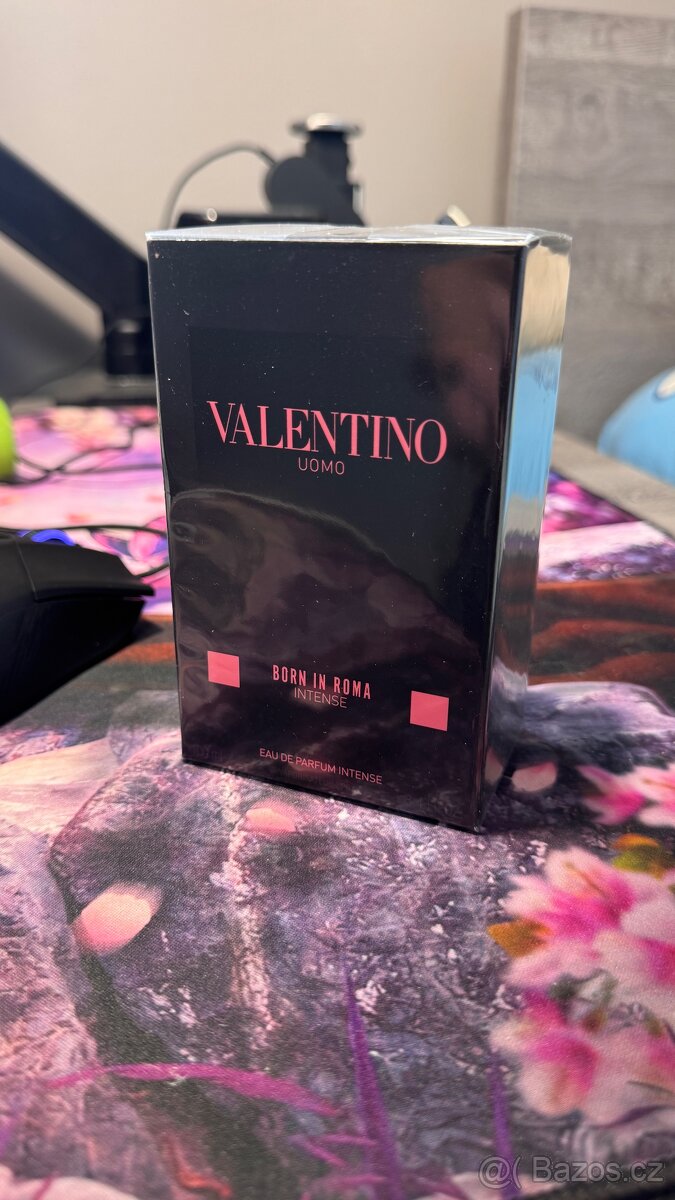 VALENTINO
UOMO
BORN IN ROMA
INTENSE
EAU DE PARFUM INTENSE
@( Bazos.cz